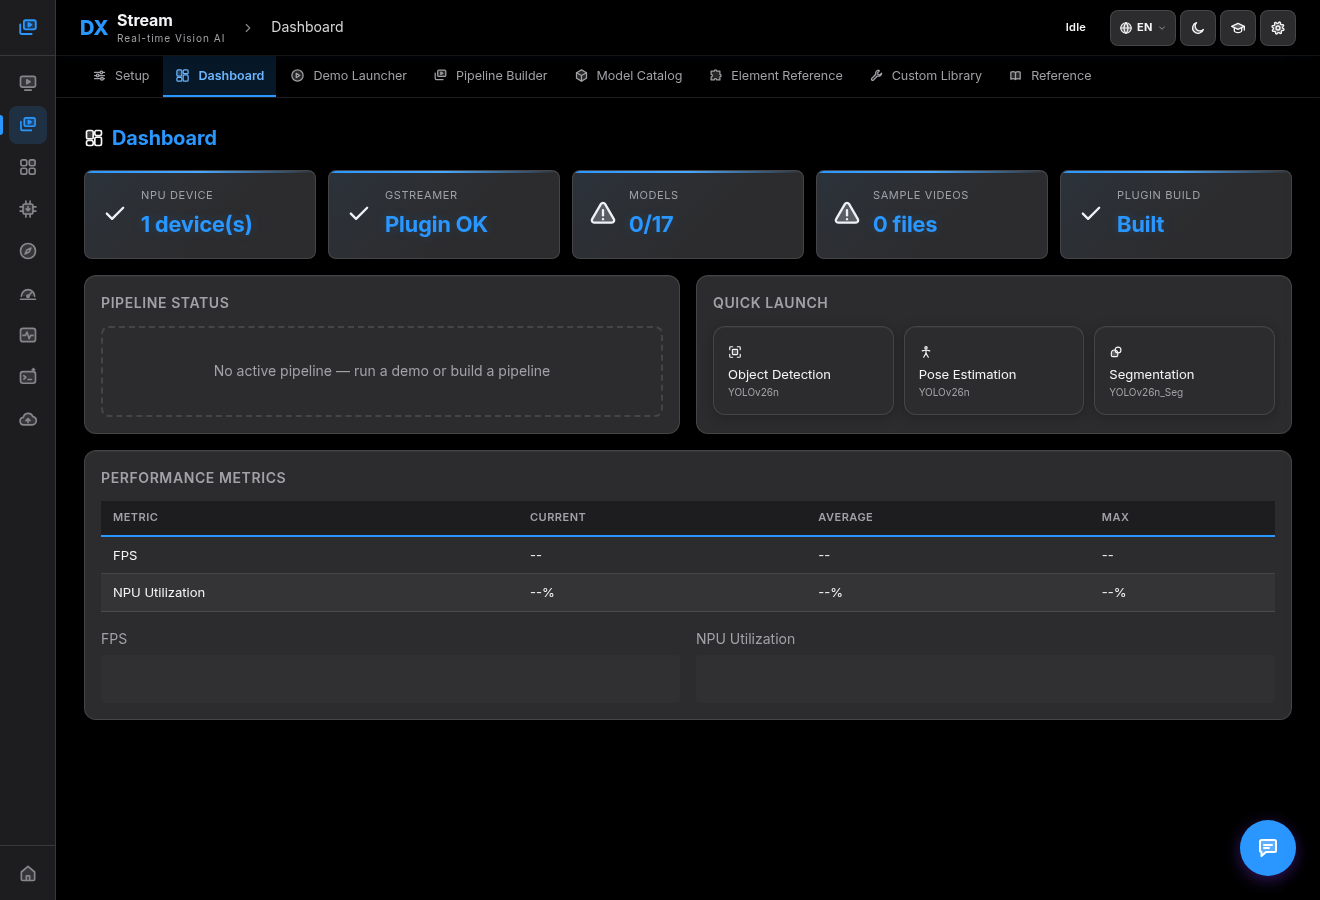 DX Stream
Real-time Vision AI
Dashboard
Idle
EN
Setup
Dashboard
Demo Launcher
Pipeline Builder
Model Catalog
Element Reference
Custom Library
Reference
Dashboard
NPU DEVICE
1 device(s)
GSTREAMER
Plugin OK
MODELS
0/17
SAMPLE VIDEOS
0 files
PLUGIN BUILD
Built
PIPELINE STATUS
No active pipeline — run a demo or build a pipeline
QUICK LAUNCH
Object Detection
YOLOv26n
Pose Estimation
YOLOv26n
Segmentation
YOLOv26n_Seg
PERFORMANCE METRICS
METRIC CURRENT AVERAGE MAX
FPS -- -- --
NPU Utilization --% --% --%
FPS
NPU Utilization